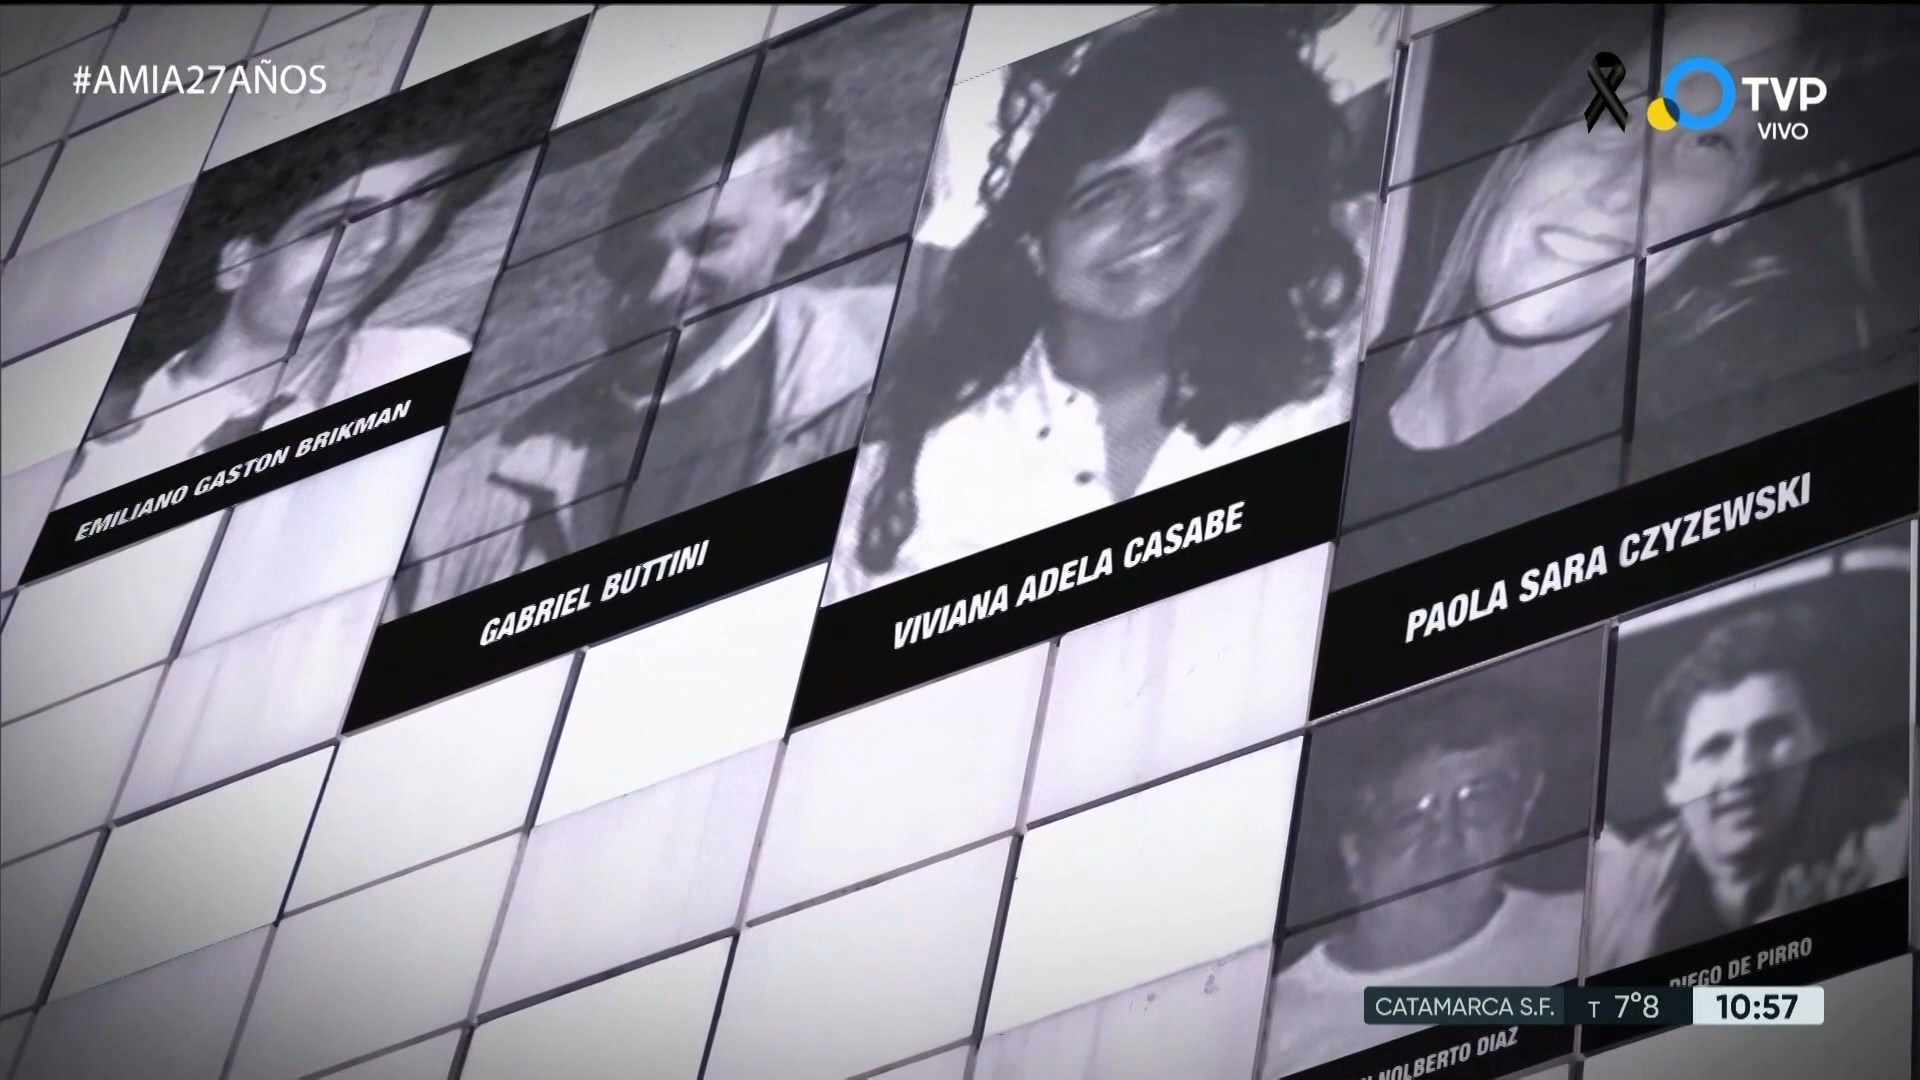 #AMIA27AÑOS
TVP
VIVO
EMILIANO GASTON BRIKMAN
GABRIEL BUTTINI
VIVIANA ADELA CASABE
PAOLA SARA CZYZEWSKI
DIEGO DE PIRRO
NOLBERTO DIAZ
CATAMARCA S.F. T 7°8 10:57